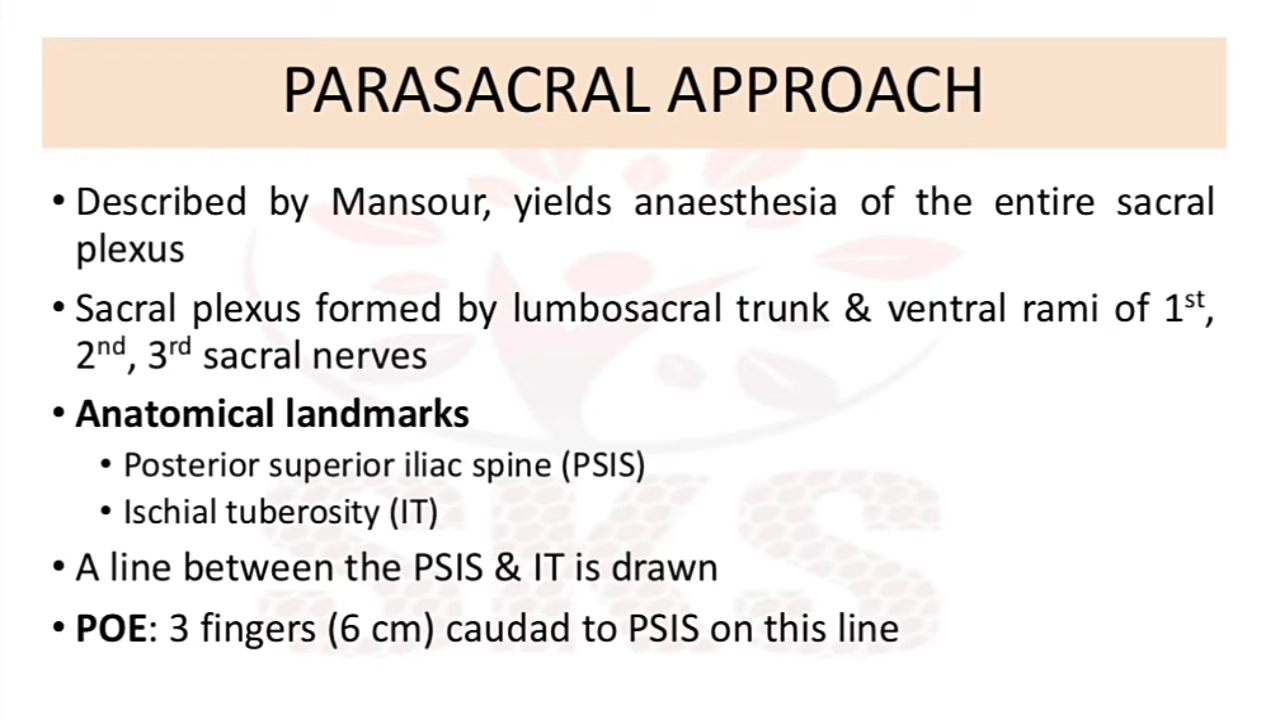 PARASACRAL APPROACH
• Described by Mansour, yields anaesthesia of the entire sacral
plexus
• Sacral plexus formed by lumbosacral trunk & ventral rami of 1st,
2nd, 3rd sacral nerves
• Anatomical landmarks
• Posterior superior iliac spine (PSIS)
• Ischial tuberosity (IT)
• A line between the PSIS & IT is drawn
• POE: 3 fingers (6 cm) caudad to PSIS on this line
SKS